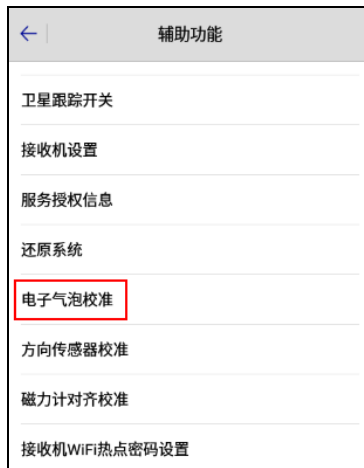 辅助功能
卫星跟踪开关
接收机设置
服务授权信息
还原系统
电子气泡校准
方向传感器校准
磁力计对齐校准
接收机WiFi热点密码设置